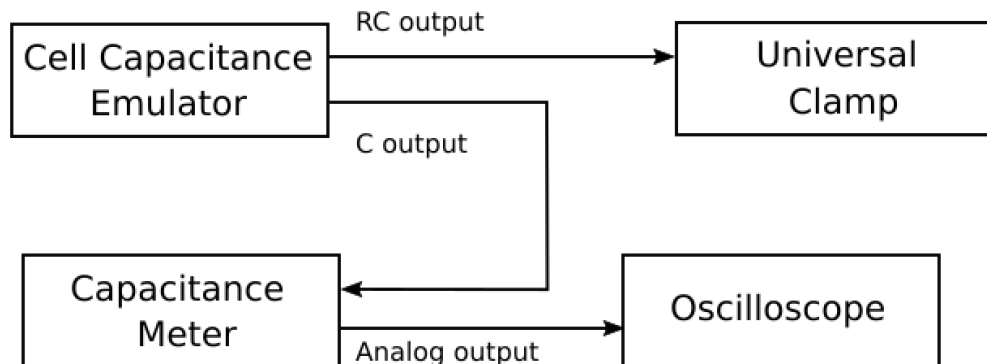 RC output
Cell Capacitance
Emulator
Universal
Clamp
C output
Capacitance
Meter
Oscilloscope
Analog output